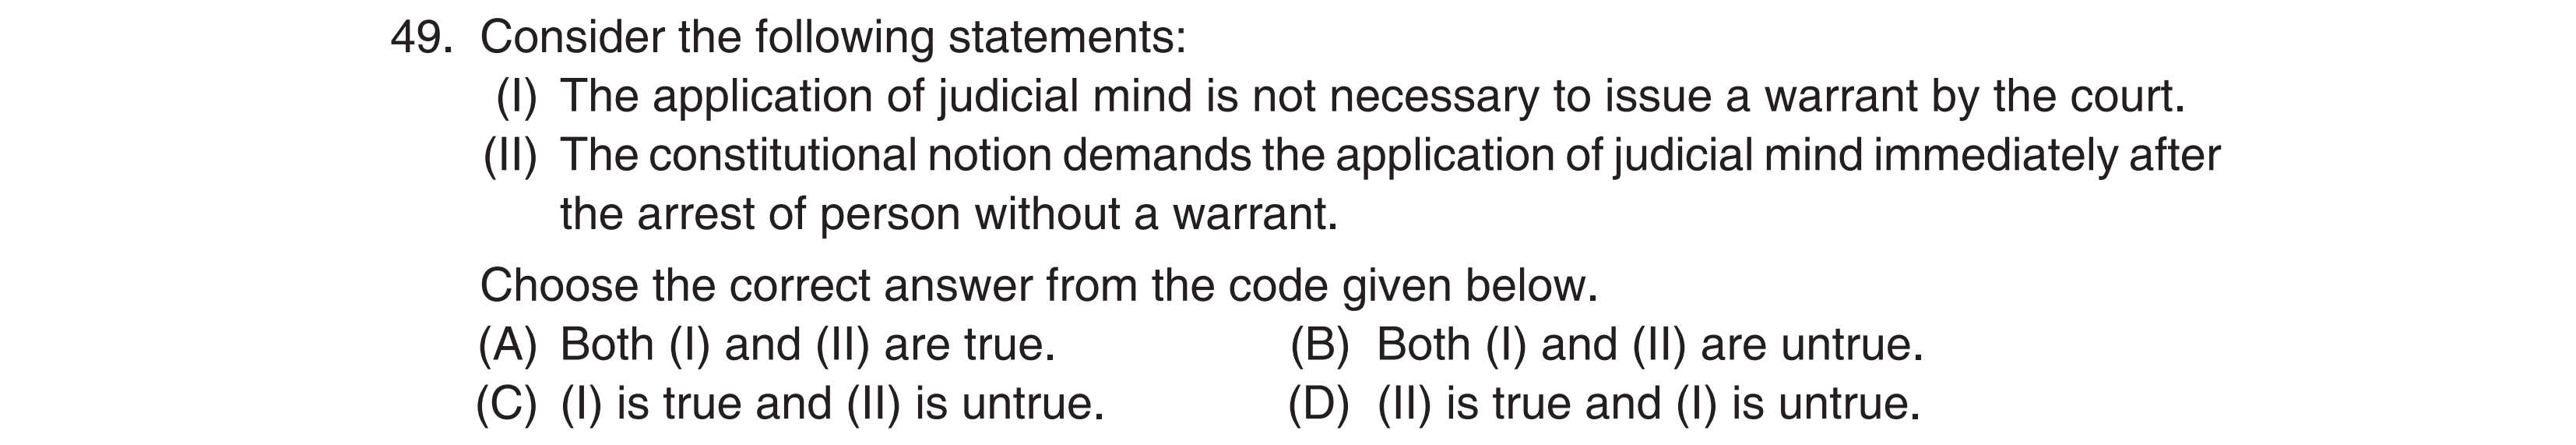 49. Consider the following statements:
(I) The application of judicial mind is not necessary to issue a warrant by the court.
(II) The constitutional notion demands the application of judicial mind immediately after
the arrest of person without a warrant.
Choose the correct answer from the code given below.
(A) Both (I) and (II) are true. (B) Both (I) and (II) are untrue.
(C) (I) is true and (II) is untrue. (D) (II) is true and (I) is untrue.